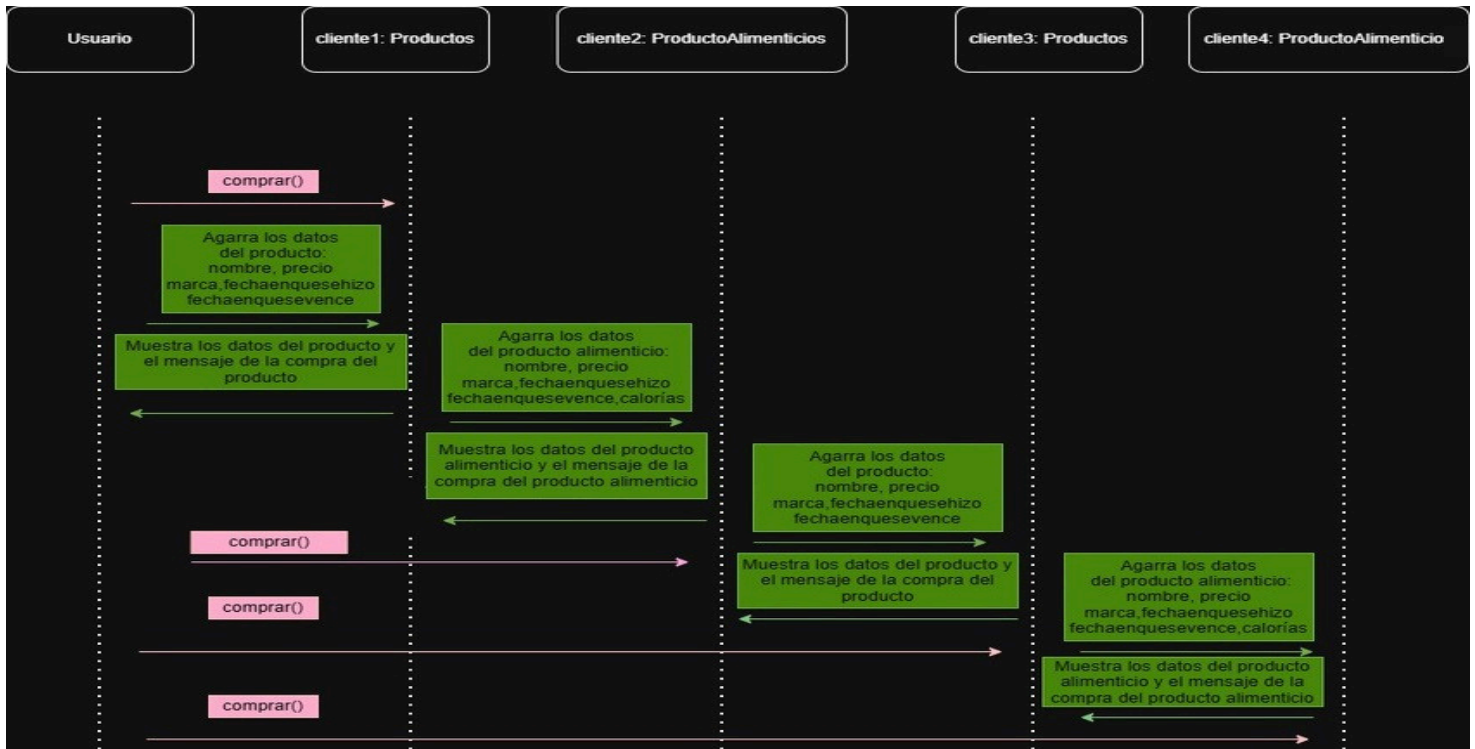 Usuario
cliente1: Productos
cliente2: ProductoAlimenticios
cliente3: Productos
cliente4: ProductoAlimenticio
comprar()
Agarra los datos
del producto:
nombre, precio
marca,fechaenquesehizo
fechaenquesevence
Muestra los datos del producto y
el mensaje de la compra del
producto
Agarra los datos
del producto alimenticio:
nombre, precio
marca,fechaenquesehizo
fechaenquesevence,calorías
Muestra los datos del producto
alimenticio y el mensaje de la
compra del producto alimenticio
Agarra los datos
del producto:
nombre, precio
marca,fechaenquesehizo
fechaenquesevence
comprar()
Muestra los datos del producto y
el mensaje de la compra del
producto
Agarra los datos
del producto alimenticio:
nombre, precio
marca,fechaenquesehizo
fechaenquesevence,calorías
comprar()
Muestra los datos del producto
alimenticio y el mensaje de la
compra del producto alimenticio
comprar()